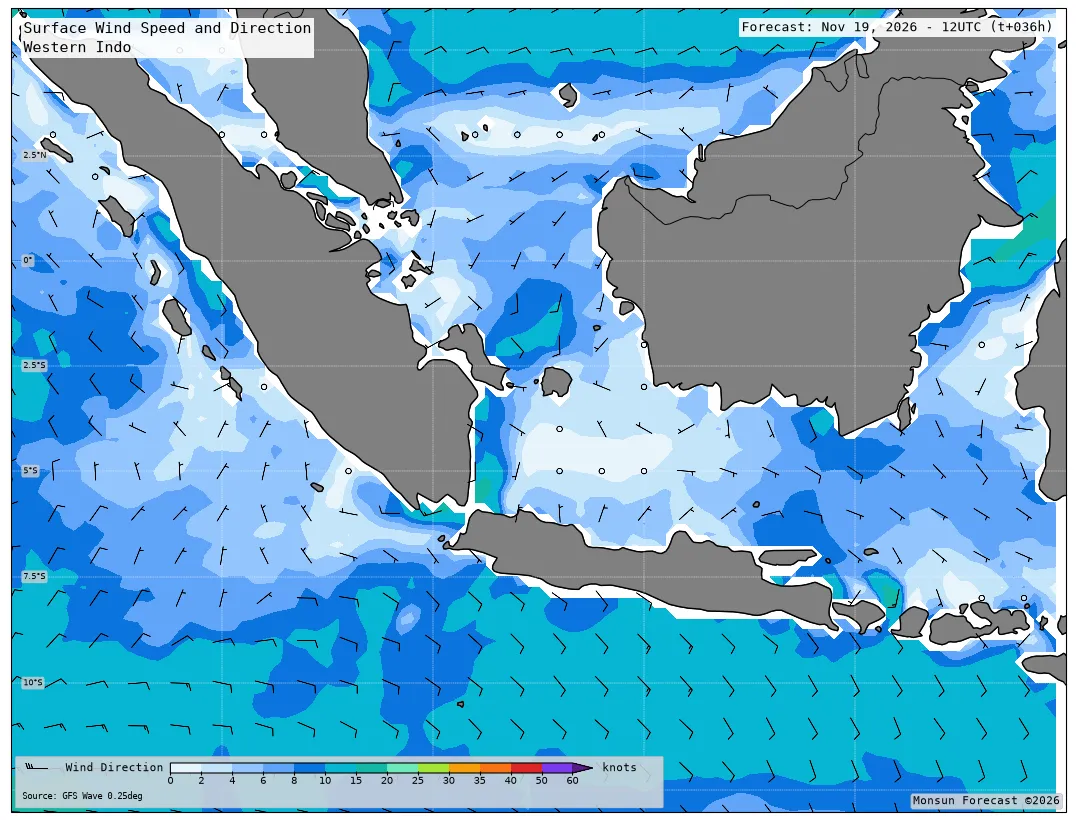 Surface Wind Speed and Direction
Western Indo
Forecast: Nov 19, 2026 - 12UTC (t+036h)
2.5°N
0°
2.5°S
5°S
7.5°S
10°S
Wind Direction
0 2 4 6 8 10 15 20 25 30 40 50 60
knots
Source: GFS Wave 0.25deg
Monsun Forecast ©2026